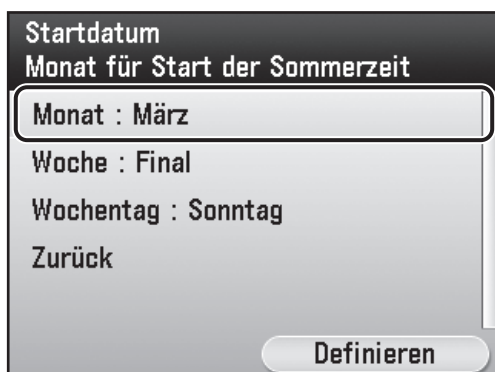 Startdatum
Monat für Start der Sommerzeit
Monat : März
Woche : Final
Wochentag : Sonntag
Zurück
Definieren